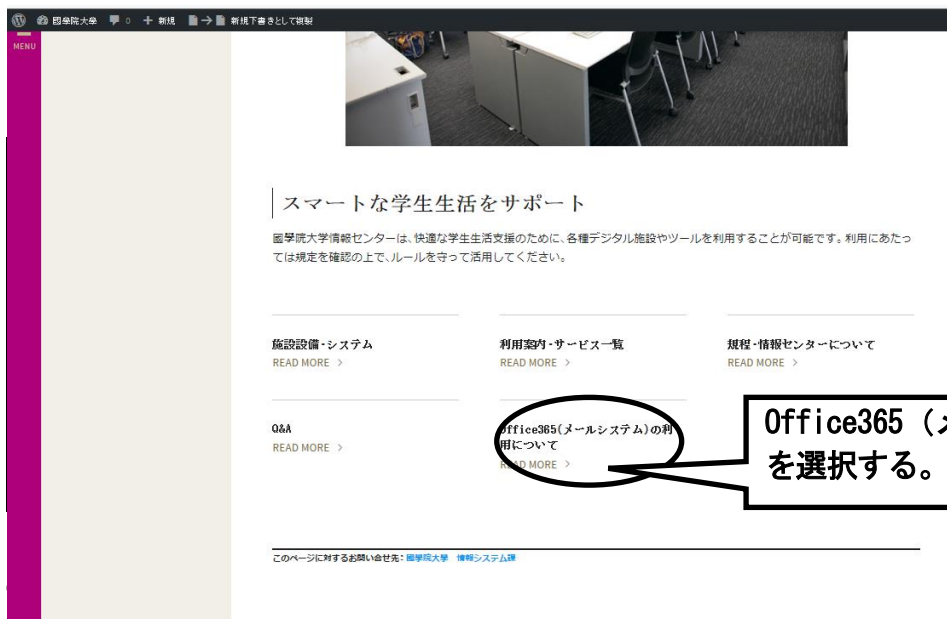 國學院大學 0 + 新規 新規下書きとして複製
MENU
スマートな学生生活をサポート
國學院大学情報センターは、快適な学生生活支援のために、各種デジタル施設やツールを利用することが可能です。利用にあたっ
ては規定を確認の上で、ルールを守って活用してください。
施設設備・システム
READ MORE >
利用案内・サービス一覧
READ MORE >
規程・情報センターについて
READ MORE >
Q&A
READ MORE >
Office365(メールシステム)の利
用について
READ MORE >
Office365（メ
を選択する。
このページに対するお問い合せ先：國學院大學 情報システム課